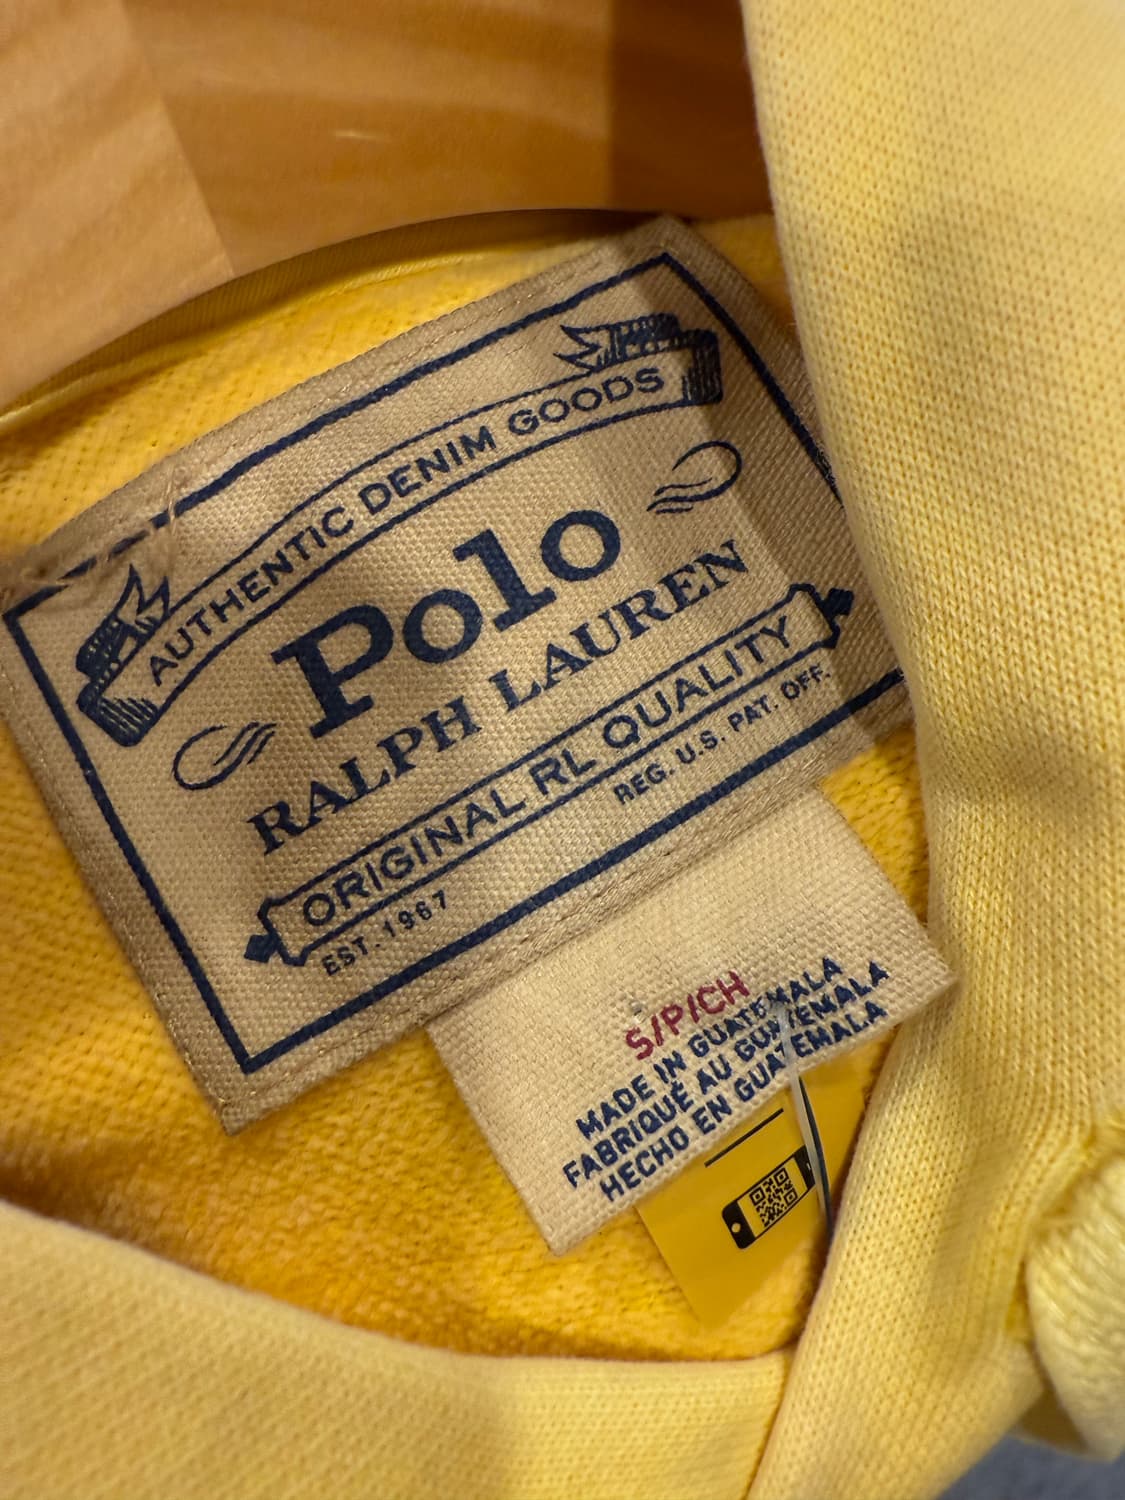 AUTHENTIC DENIM GOODS
Polo
RALPH LAUREN
ORIGINAL RL QUALITY
REG. U.S. PAT. OFF.
EST. 1967
S/P/CH
MADE IN GUATEMALA
FABRIQUÉ AU GUATEMALA
HECHO EN GUATEMALA